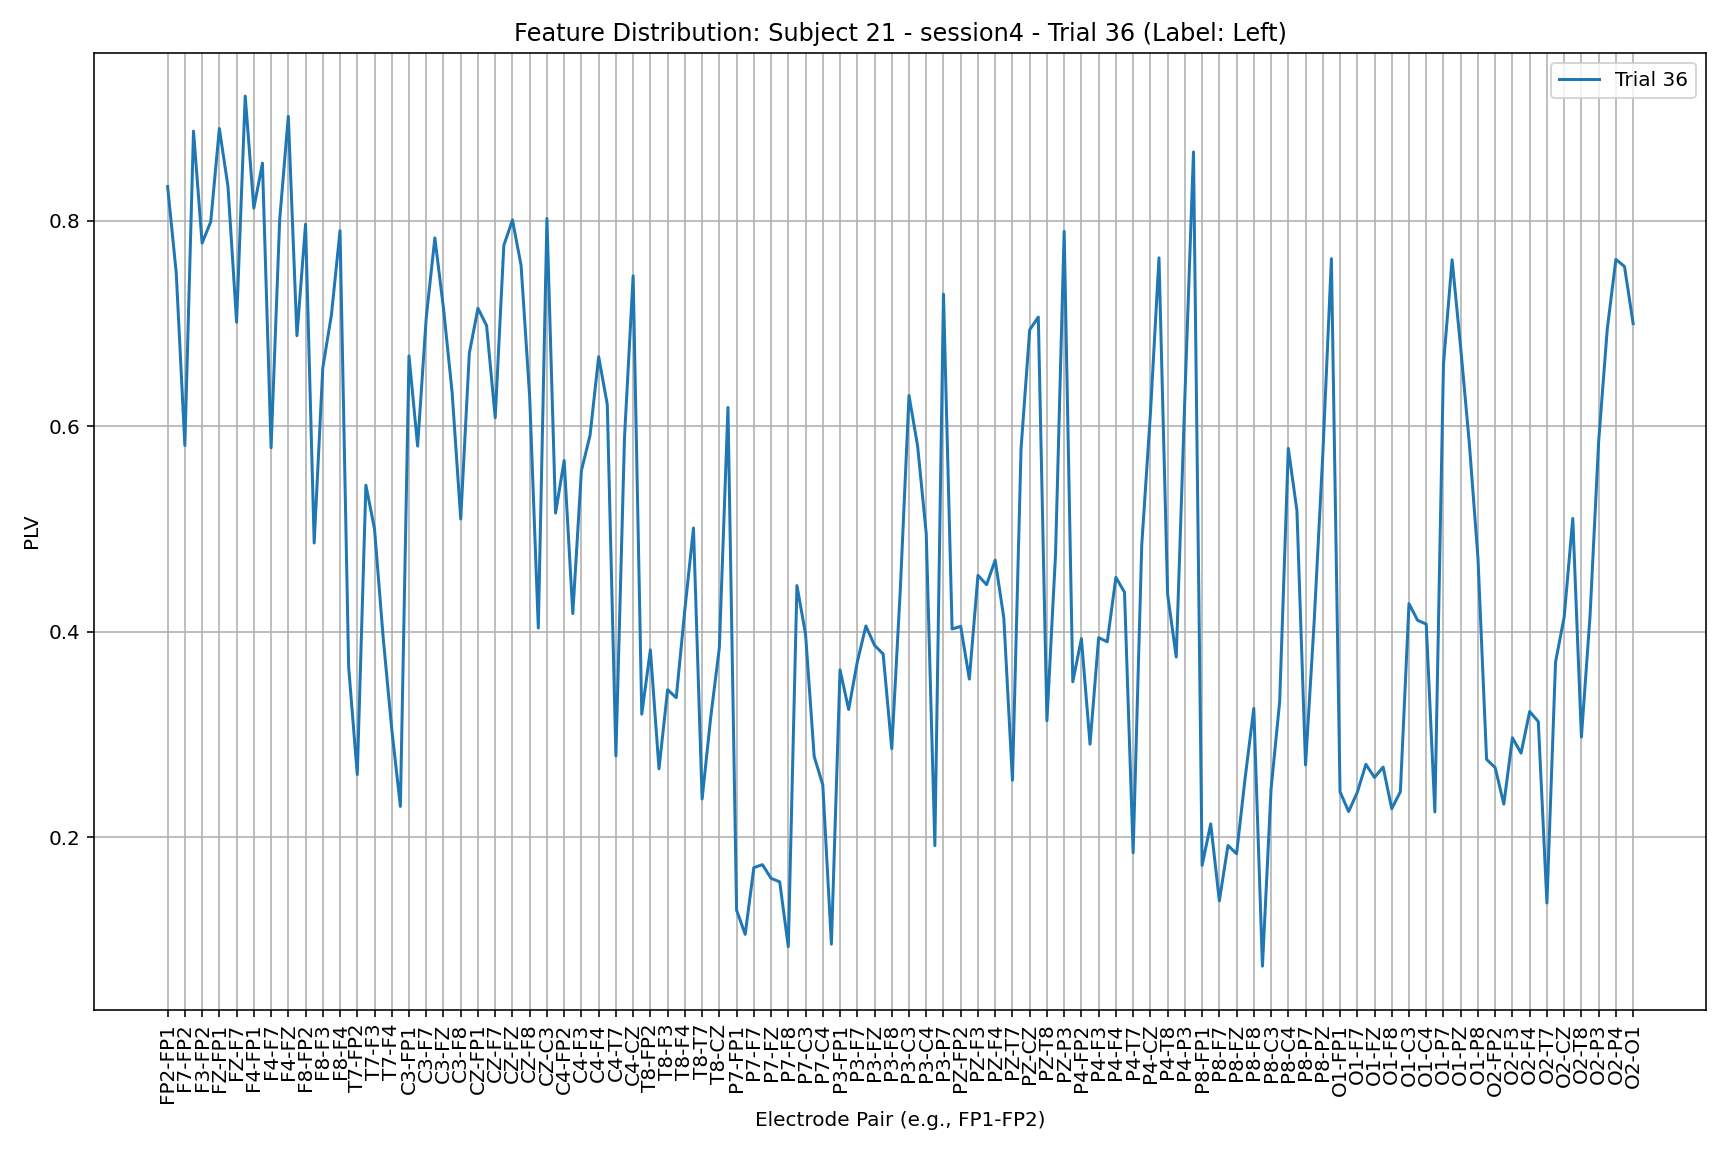 Feature Distribution: Subject 21 - session4 - Trial 36 (Label: Left)
Trial 36
PLV
0.8
0.6
0.4
0.2
FP2-FP1
F7-FP2
F3-FP2
FZ-FP1
FZ-F7
F4-FP1
F4-F7
F4-FZ
F8-FP2
F8-F3
F8-F4
T7-FP2
T7-F3
T7-F4
C3-FP1
C3-F7
C3-FZ
C3-F8
CZ-FP1
CZ-F7
CZ-FZ
CZ-F8
CZ-C3
C4-FP2
C4-F3
C4-F4
C4-T7
C4-CZ
T8-FP2
T8-F3
T8-F4
T8-T7
T8-CZ
P7-FP1
P7-F7
P7-FZ
P7-F8
P7-C3
P7-C4
P3-FP1
P3-F7
P3-FZ
P3-F8
P3-C3
P3-C4
P3-P7
PZ-FP2
PZ-F3
PZ-F4
PZ-T7
PZ-CZ
PZ-T8
PZ-P3
P4-FP2
P4-F3
P4-F4
P4-T7
P4-CZ
P4-T8
P4-P3
P8-FP1
P8-F7
P8-FZ
P8-F8
P8-C3
P8-C4
P8-P7
P8-PZ
O1-FP1
O1-F7
O1-FZ
O1-F8
O1-C3
O1-C4
O1-P7
O1-PZ
O1-P8
O2-FP2
O2-F3
O2-F4
O2-T7
O2-CZ
O2-T8
O2-P3
O2-P4
O2-O1
Electrode Pair (e.g., FP1-FP2)